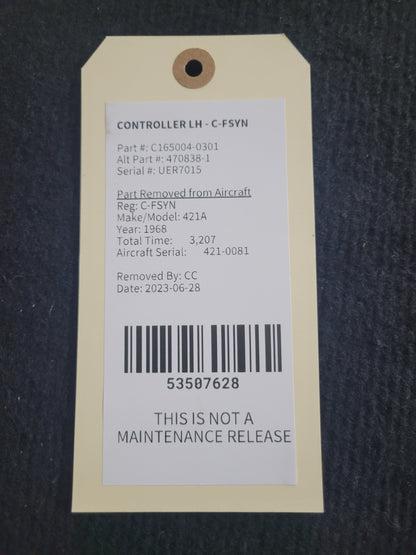 CONTROLLER LH - C-FSYN
Part #: C165004-0301
Alt Part #: 470838-1
Serial #: UER7015
Part Removed from Aircraft
Reg: C-FSYN
Make/Model: 421A
Year: 1968
Total Time: 3,207
Aircraft Serial: 421-0081
Removed By: CC
Date: 2023-06-28
53507628
THIS IS NOT A
MAINTENANCE RELEASE